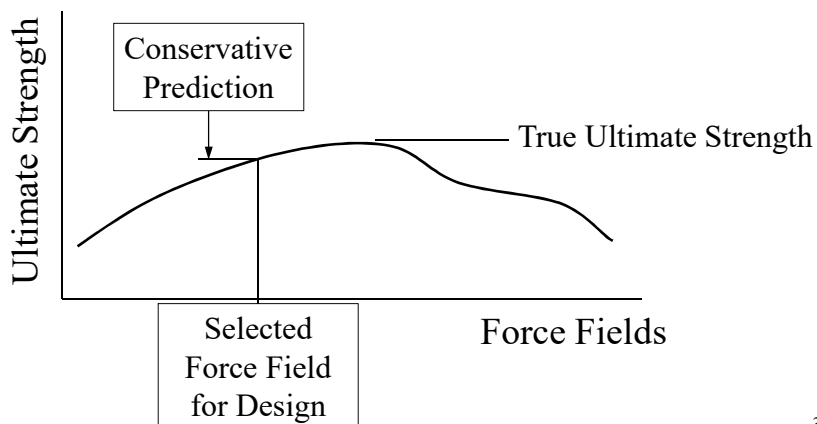 Ultimate Strength
Conservative
Prediction
True Ultimate Strength
Selected
Force Field
for Design
Force Fields